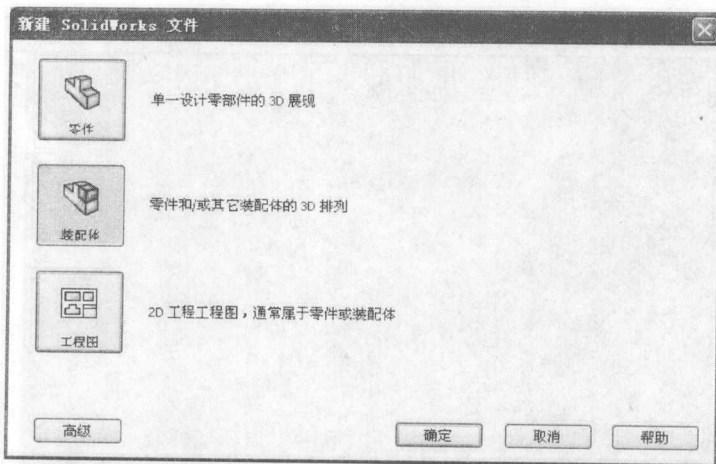 新建 SolidWorks 文件
零件
单一设计零部件的 3D 展现
装配体
零件和/或其它装配体的 3D 排列
工程图
2D 工程工程图，通常属于零件或装配体
高级
确定
取消
帮助